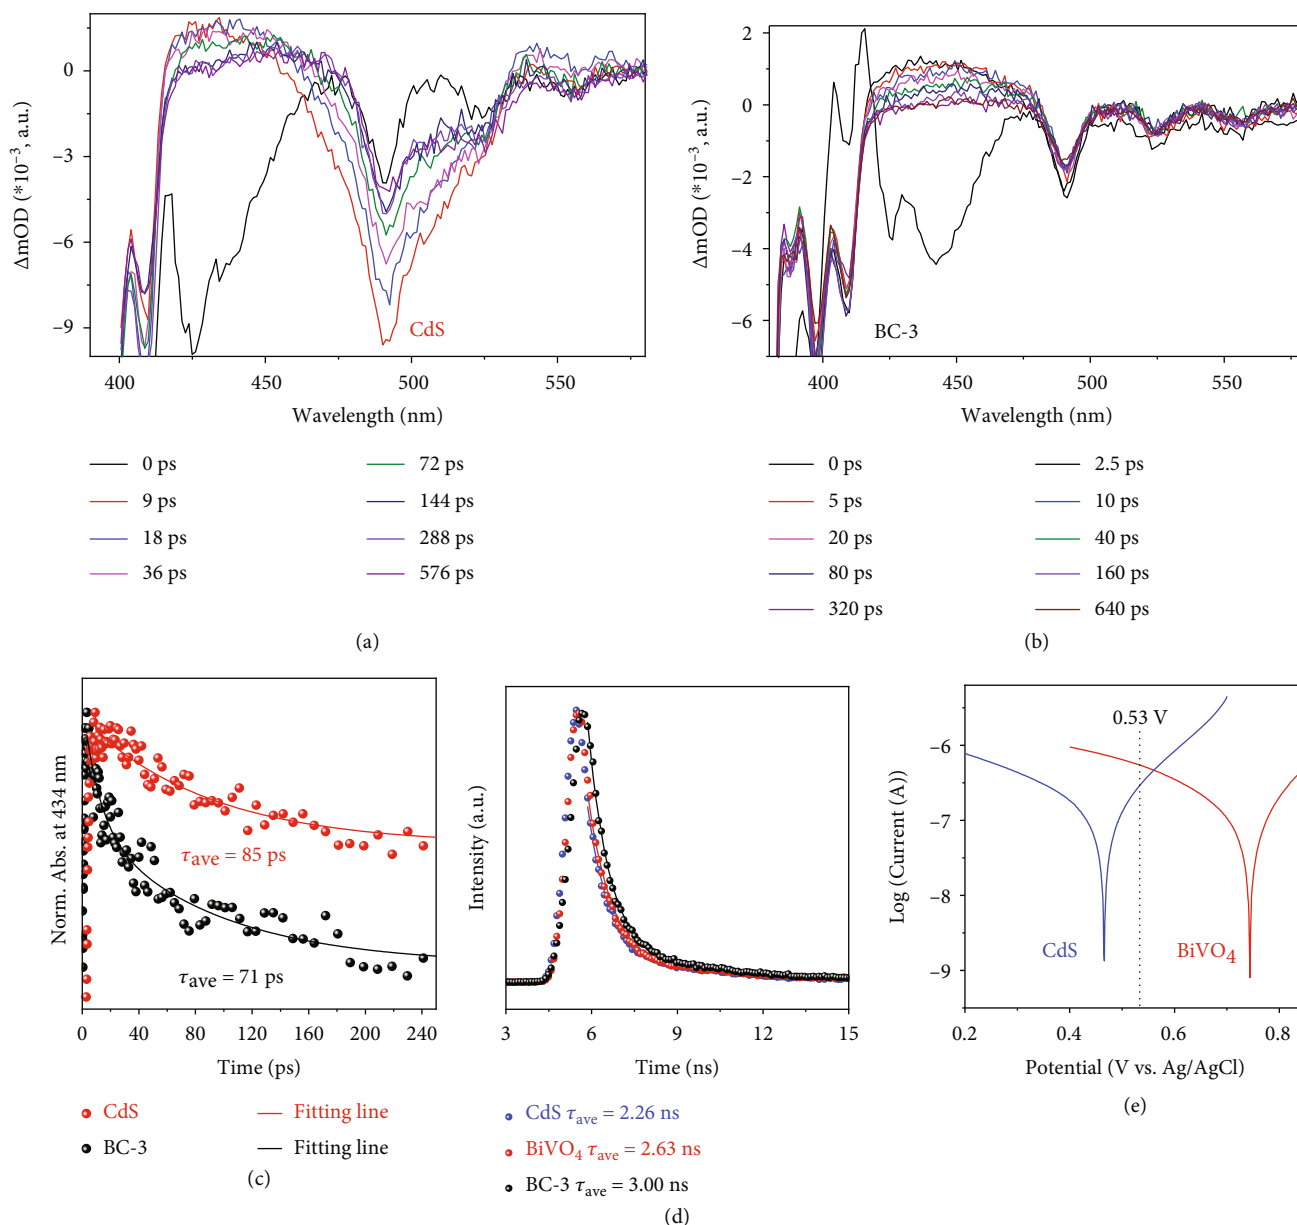 0
−3
−6
−9
ΔmOD (*10⁻³, a.u.)
CdS
400 450 500 550
Wavelength (nm)
0 ps
9 ps
18 ps
36 ps
72 ps
144 ps
288 ps
576 ps
(a)
2
0
−2
−4
−6
ΔmOD (*10⁻³, a.u.)
BC-3
400 450 500 550
Wavelength (nm)
0 ps
5 ps
20 ps
80 ps
320 ps
2.5 ps
10 ps
40 ps
160 ps
640 ps
(b)
Norm. Abs. at 434 nm
τave = 85 ps
τave = 71 ps
0 40 80 120 160 200 240
Time (ps)
CdS
Fitting line
BC-3
Fitting line
(c)
Intensity (a.u.)
3 6 9 12 15
Time (ns)
CdS τave = 2.26 ns
BiVO₄ τave = 2.63 ns
BC-3 τave = 3.00 ns
(d)
Log (Current (A))
−6
−7
−8
−9
0.53 V
CdS
BiVO₄
0.2 0.4 0.6 0.8
Potential (V vs. Ag/AgCl)
(e)